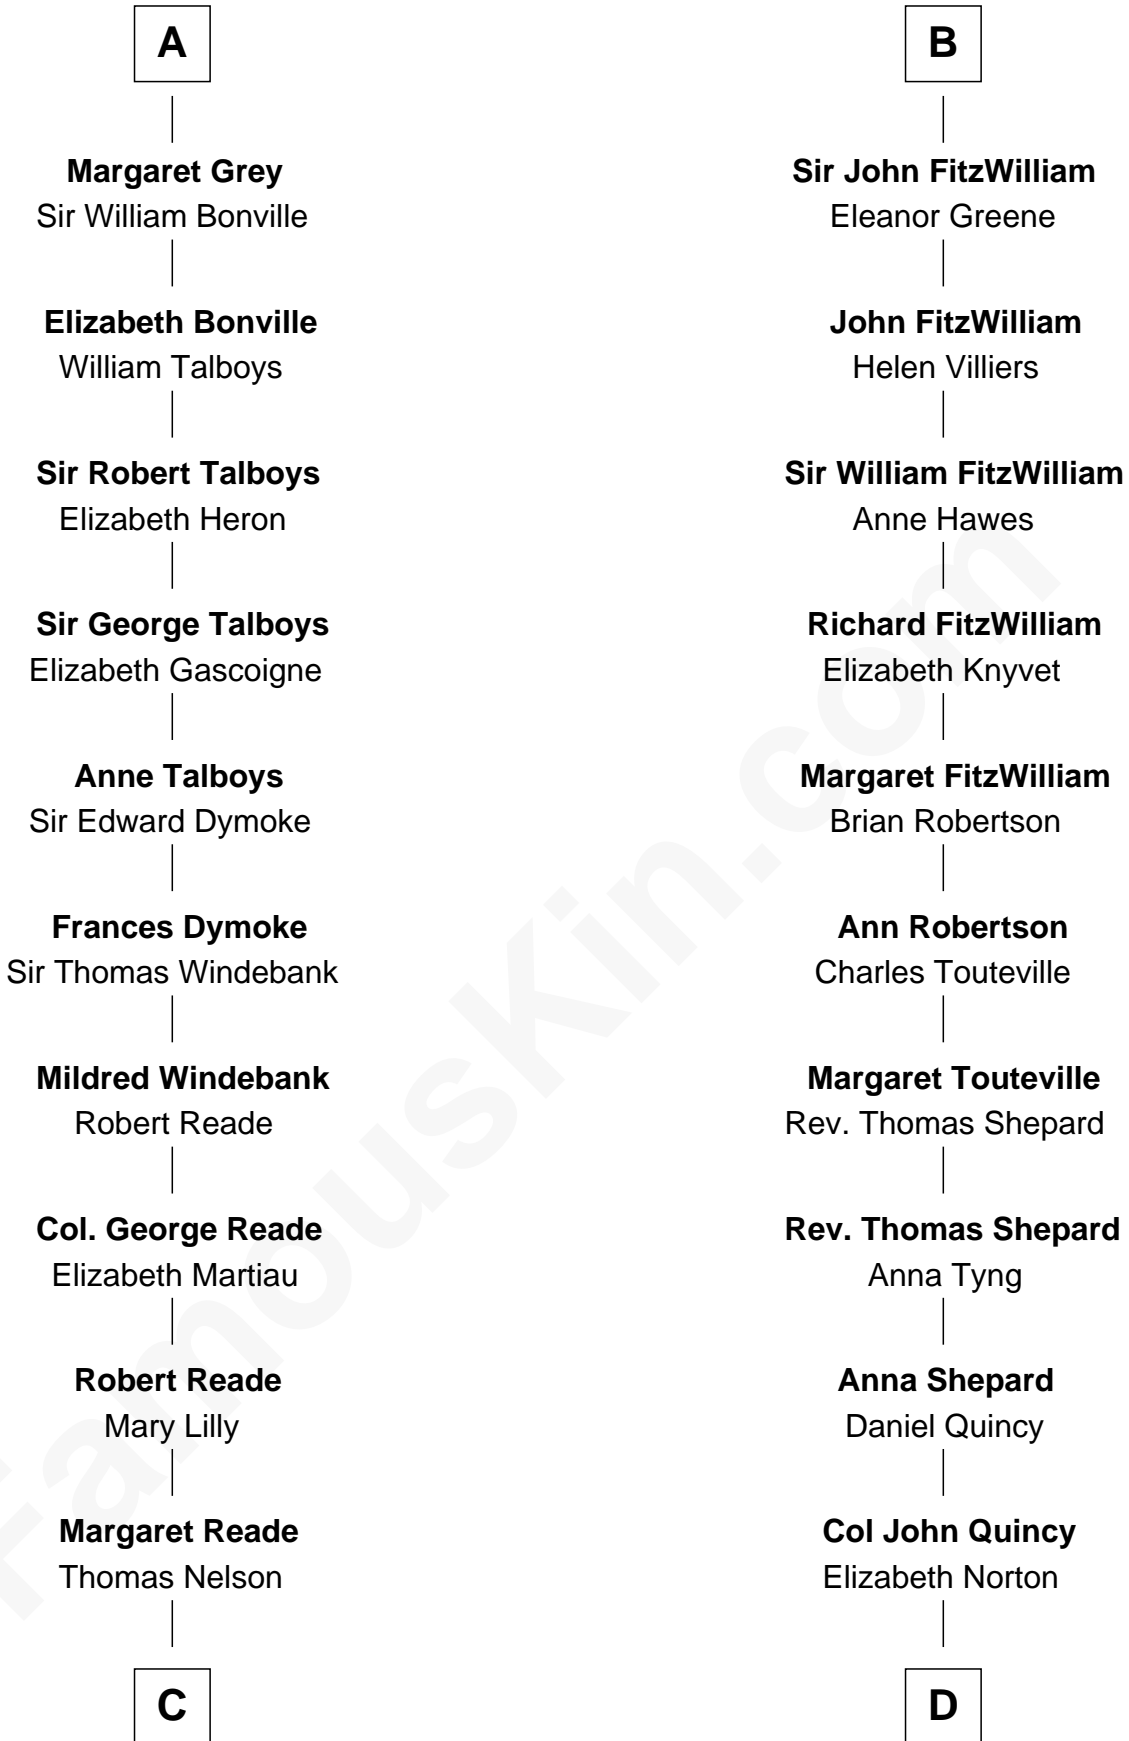 A
Margaret Grey
Sir William Bonville
Elizabeth Bonville
William Talboys
Sir Robert Talboys
Elizabeth Heron
Sir George Talboys
Elizabeth Gascoigne
Anne Talboys
Sir Edward Dymoke
Frances Dymoke
Sir Thomas Windebank
Mildred Windebank
Robert Reade
Col. George Reade
Elizabeth Martiau
Robert Reade
Mary Lilly
Margaret Reade
Thomas Nelson
C
B
Sir John FitzWilliam
Eleanor Greene
John FitzWilliam
Helen Villiers
Sir William FitzWilliam
Anne Hawes
Richard FitzWilliam
Elizabeth Knyvet
Margaret FitzWilliam
Brian Robertson
Ann Robertson
Charles Touteville
Margaret Touteville
Rev. Thomas Shepard
Rev. Thomas Shepard
Anna Tyng
Anna Shepard
Daniel Quincy
Col John Quincy
Elizabeth Norton
D
FamousKin.com